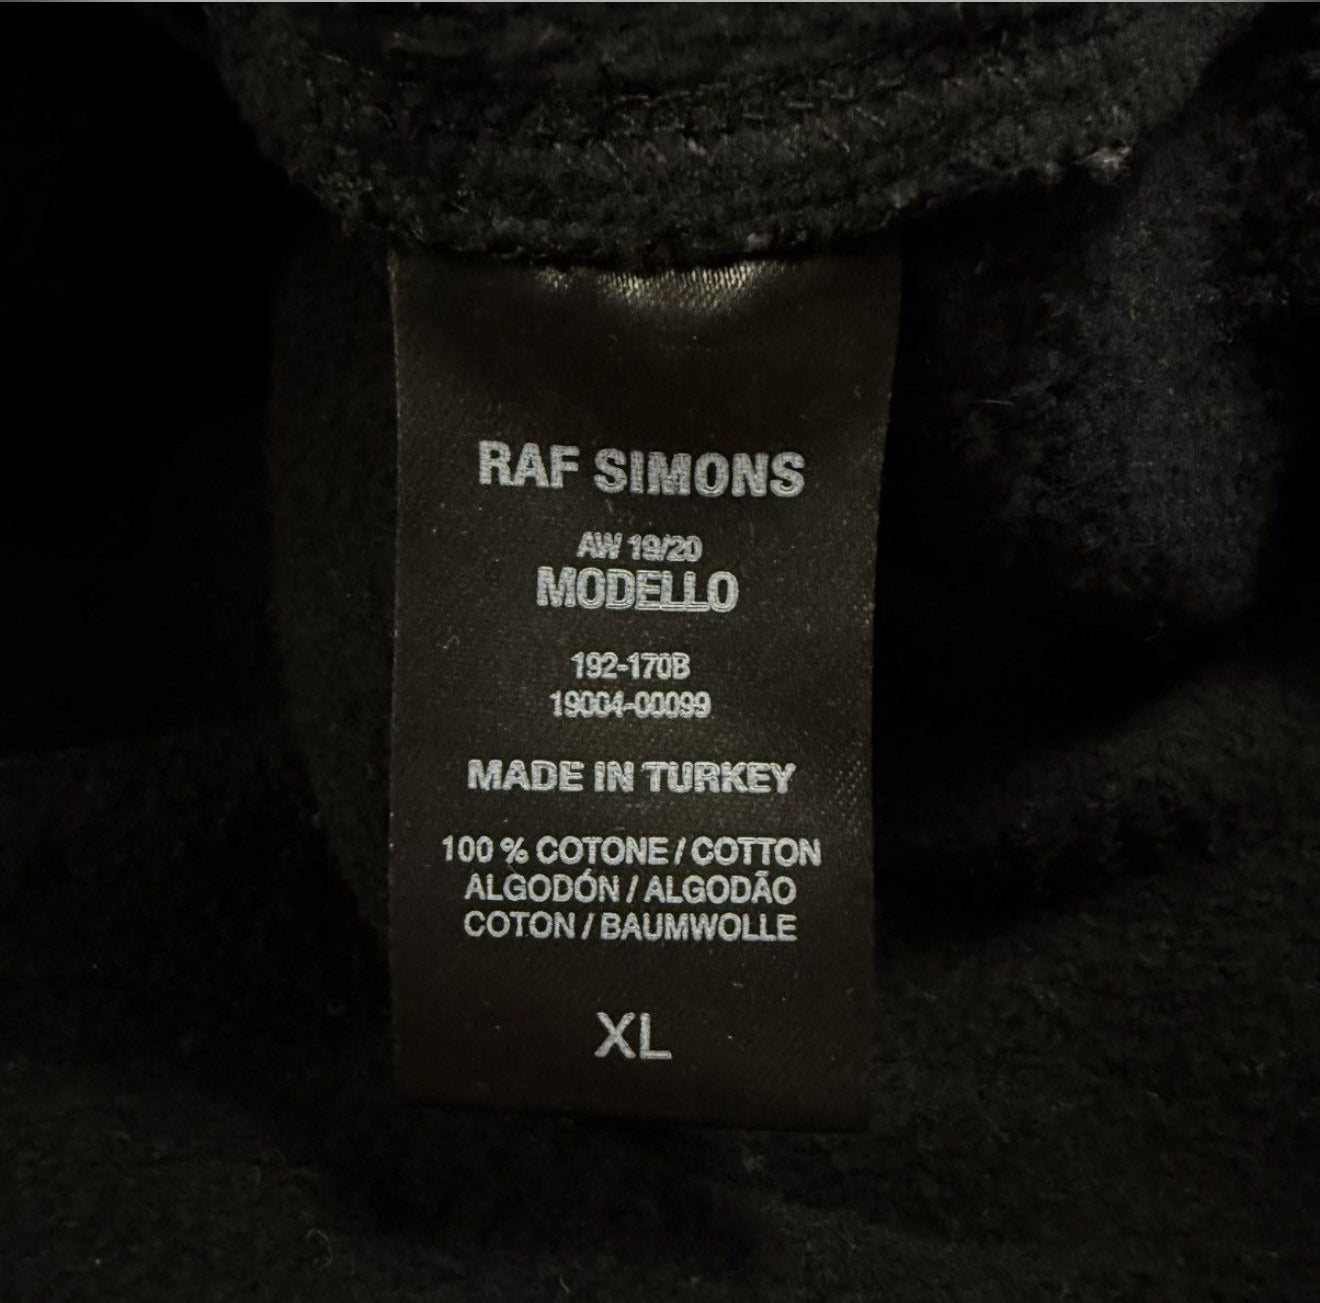 RAF SIMONS
AW 19/20
MODELLO
192-170B
19004-00099
MADE IN TURKEY
100 % COTONE / COTTON
ALGODÓN / ALGODÃO
COTON / BAUMWOLLE
XL